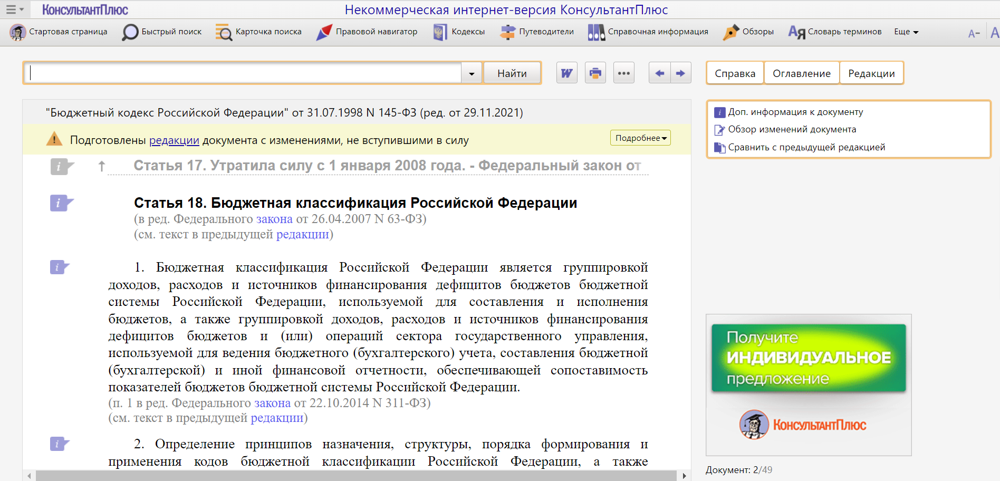 КонсультантПлюс
Некоммерческая интернет-версия КонсультантПлюс
Стартовая страница Быстрый поиск Карточка поиска Правовой навигатор Кодексы Путеводители Справочная информация Обзоры Словарь терминов Еще A− A
Найти W Справка Оглавление Редакции
"Бюджетный кодекс Российской Федерации" от 31.07.1998 N 145-ФЗ (ред. от 29.11.2021)
Подготовлены редакции документа с изменениями, не вступившими в силу
Подробнее
Статья 17. Утратила силу с 1 января 2008 года. - Федеральный закон от
Статья 18. Бюджетная классификация Российской Федерации
(в ред. Федерального закона от 26.04.2007 N 63-ФЗ)
(см. текст в предыдущей редакции)
1. Бюджетная классификация Российской Федерации является группировкой
доходов, расходов и источников финансирования дефицитов бюджетов бюджетной
системы Российской Федерации, используемой для составления и исполнения
бюджетов, а также группировкой доходов, расходов и источников финансирования
дефицитов бюджетов и (или) операций сектора государственного управления,
используемой для ведения бюджетного (бухгалтерского) учета, составления бюджетной
(бухгалтерской) и иной финансовой отчетности, обеспечивающей сопоставимость
показателей бюджетов бюджетной системы Российской Федерации.
(п. 1 в ред. Федерального закона от 22.10.2014 N 311-ФЗ)
(см. текст в предыдущей редакции)
2. Определение принципов назначения, структуры, порядка формирования и
применения кодов бюджетной классификации Российской Федерации, а также
Доп. информация к документу
Обзор изменений документа
Сравнить с предыдущей редакцией
Получите
ИНДИВИДУАЛЬНОЕ
предложение
КонсультантПлюс
Документ: 2/49